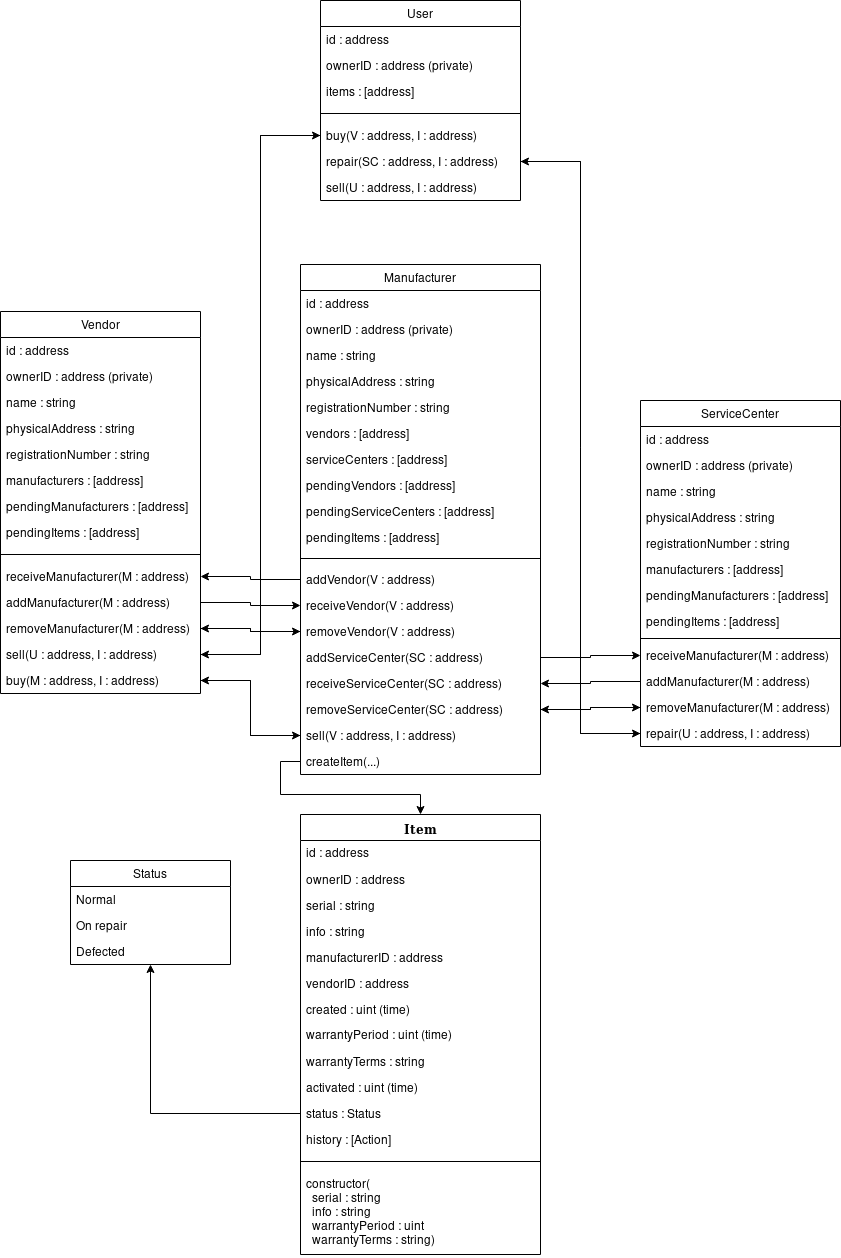 User
id : address
ownerID : address (private)
items : [address]
buy(V : address, I : address)
repair(SC : address, I : address)
sell(U : address, I : address)
Manufacturer
id : address
ownerID : address (private)
name : string
physicalAddress : string
registrationNumber : string
vendors : [address]
serviceCenters : [address]
pendingVendors : [address]
pendingServiceCenters : [address]
pendingItems : [address]
addVendor(V : address)
receiveVendor(V : address)
removeVendor(V : address)
addServiceCenter(SC : address)
receiveServiceCenter(SC : address)
removeServiceCenter(SC : address)
sell(V : address, I : address)
createItem(...)
Vendor
id : address
ownerID : address (private)
name : string
physicalAddress : string
registrationNumber : string
manufacturers : [address]
pendingManufacturers : [address]
pendingItems : [address]
receiveManufacturer(M : address)
addManufacturer(M : address)
removeManufacturer(M : address)
sell(U : address, I : address)
buy(M : address, I : address)
ServiceCenter
id : address
ownerID : address (private)
name : string
physicalAddress : string
registrationNumber : string
manufacturers : [address]
pendingManufacturers : [address]
pendingItems : [address]
receiveManufacturer(M : address)
addManufacturer(M : address)
removeManufacturer(M : address)
repair(U : address, I : address)
Item
id : address
ownerID : address
serial : string
info : string
manufacturerID : address
vendorID : address
created : uint (time)
warrantyPeriod : uint (time)
warrantyTerms : string
activated : uint (time)
status : Status
history : [Action]
constructor(
serial : string
info : string
warrantyPeriod : uint
warrantyTerms : string)
Status
Normal
On repair
Defected